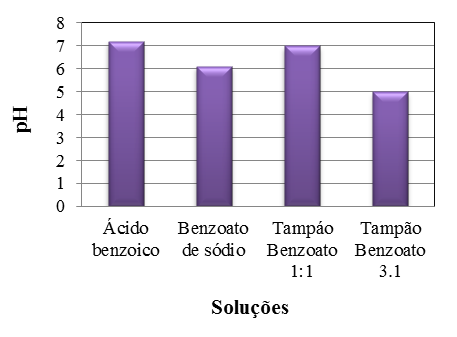 8
7
6
5
4
3
2
1
0
pH
Ácido
benzoico
Benzoato
de sódio
Tampáo
Benzoato
1:1
Tampão
Benzoato
3.1
Soluções